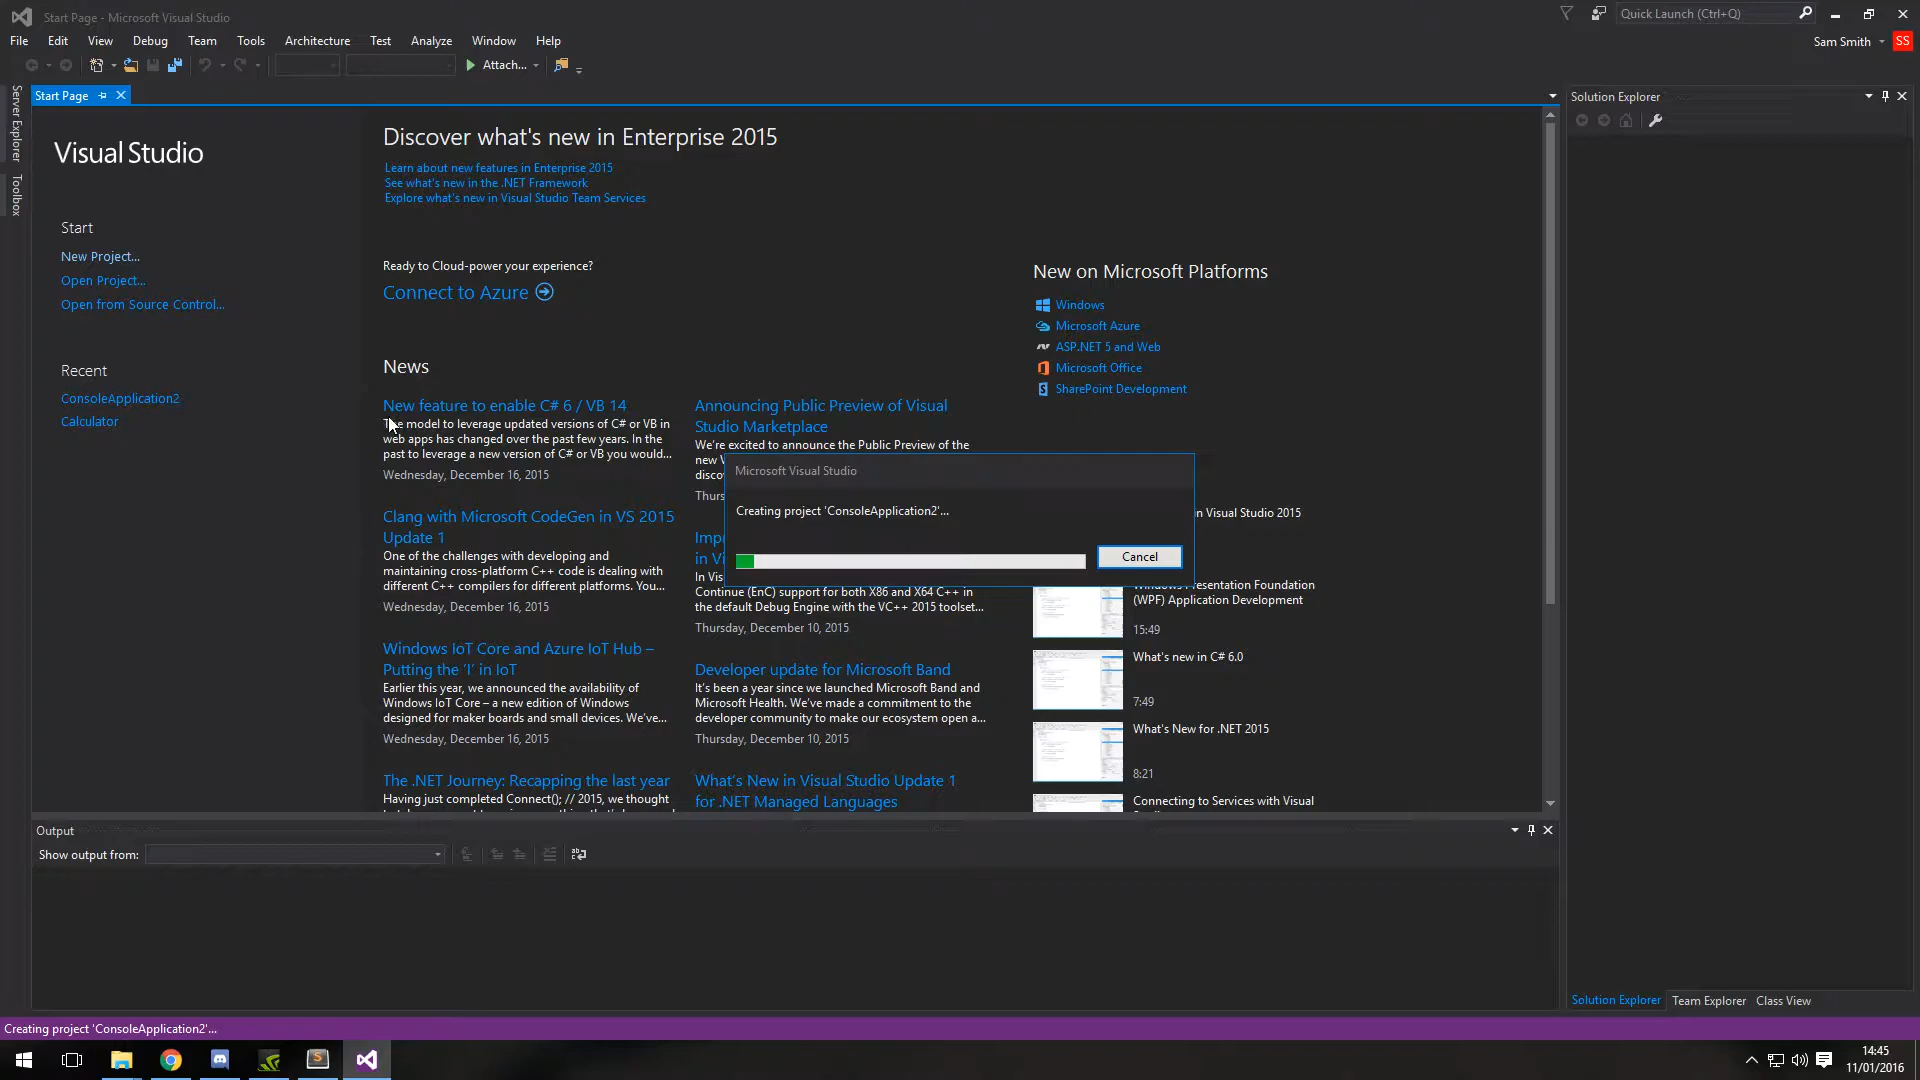 Start Page - Microsoft Visual Studio
Quick Launch (Ctrl+Q)
File Edit View Debug Team Tools Architecture Test Analyze Window Help
Sam Smith SS
Attach...
Server Explorer
Toolbox
Start Page
Solution Explorer
Visual Studio
Start
New Project...
Open Project...
Open from Source Control...
Recent
ConsoleApplication2
Calculator
Discover what's new in Enterprise 2015
Learn about new features in Enterprise 2015
See what's new in the .NET Framework
Explore what's new in Visual Studio Team Services
Ready to Cloud-power your experience?
Connect to Azure
News
New feature to enable C# 6 / VB 14
The model to leverage updated versions of C# or VB in
web apps has changed over the past few years. In the
past to leverage a new version of C# or VB you would...
Wednesday, December 16, 2015
Clang with Microsoft CodeGen in VS 2015
Update 1
One of the challenges with developing and
maintaining cross-platform C++ code is dealing with
different C++ compilers for different platforms. You...
Wednesday, December 16, 2015
Windows IoT Core and Azure IoT Hub –
Putting the 'I' in IoT
Earlier this year, we announced the availability of
Windows IoT Core – a new edition of Windows
designed for maker boards and small devices. We've...
Wednesday, December 16, 2015
The .NET Journey: Recapping the last year
Having just completed Connect(); // 2015, we thought
Announcing Public Preview of Visual
Studio Marketplace
We're excited to announce the Public Preview of the
new
Continue (EnC) support for both X86 and X64 C++ in
the default Debug Engine with the VC++ 2015 toolset...
Thursday, December 10, 2015
Developer update for Microsoft Band
It's been a year since we launched Microsoft Band and
Microsoft Health. We've made a commitment to the
developer community to make our ecosystem open a...
Thursday, December 10, 2015
What's New in Visual Studio Update 1
for .NET Managed Languages
New on Microsoft Platforms
Windows
Microsoft Azure
ASP.NET 5 and Web
Microsoft Office
SharePoint Development
in Visual Studio 2015
Windows Presentation Foundation
(WPF) Application Development
15:49
What's new in C# 6.0
7:49
What's New for .NET 2015
8:21
Connecting to Services with Visual
Microsoft Visual Studio
Creating project 'ConsoleApplication2'...
Cancel
Output
Show output from:
Solution Explorer Team Explorer Class View
Creating project 'ConsoleApplication2'...
14:45
11/01/2016